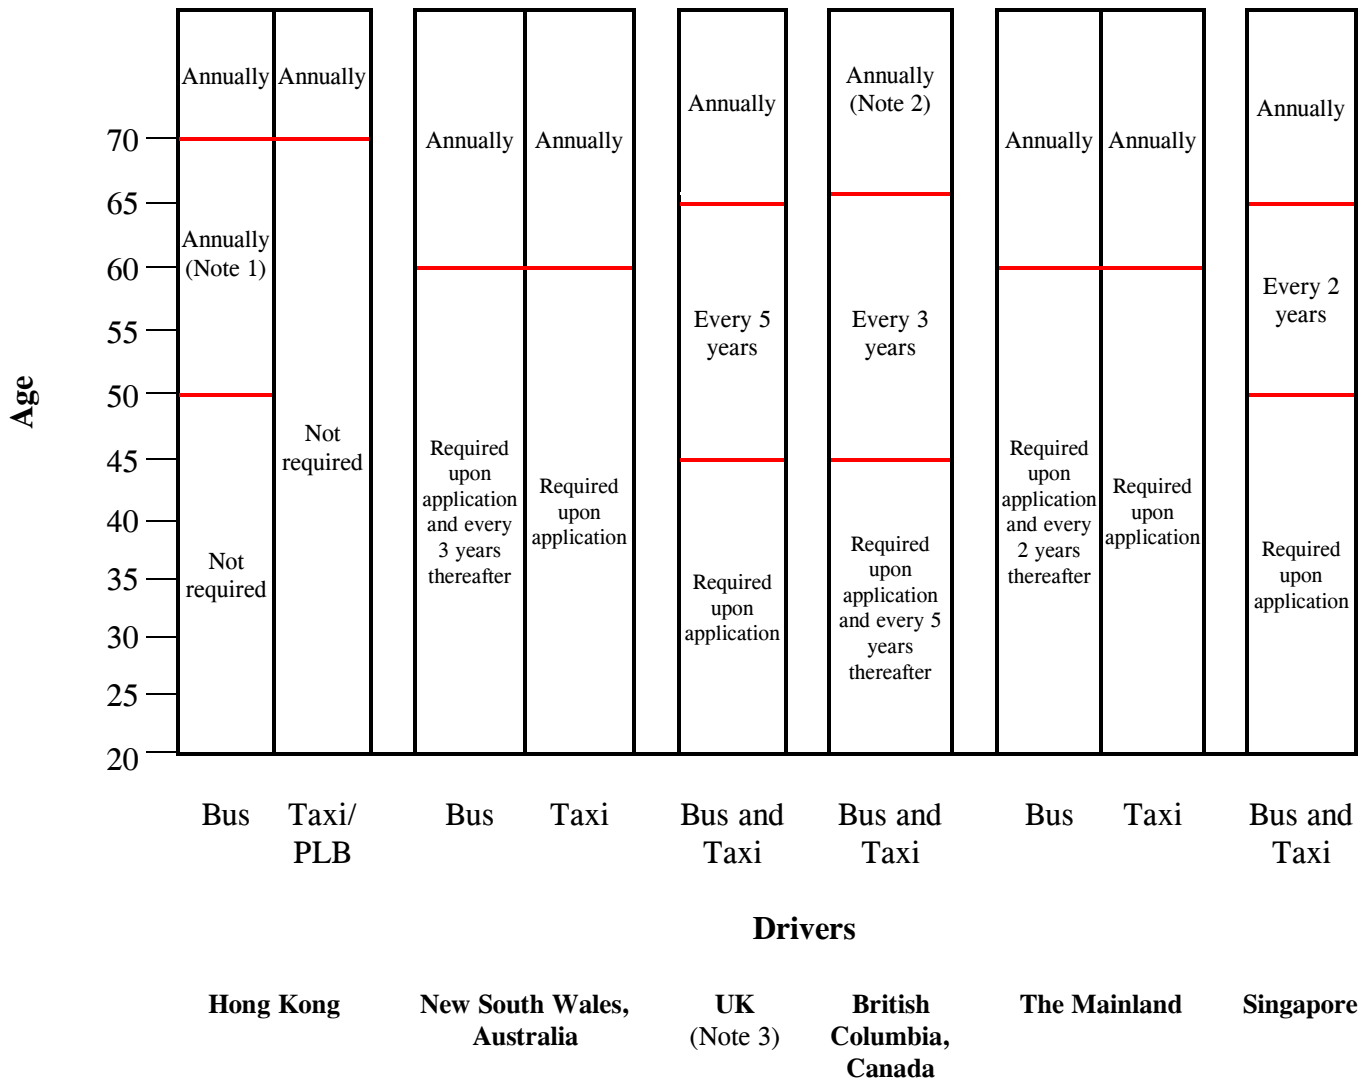 Age
70
65
60
55
50
45
40
35
30
25
20
Annually
Annually
(Note 1)
Not
required
Annually
Not
required
Annually
Required
upon
application
and every
3 years
thereafter
Annually
Required
upon
application
Annually
Every 5
years
Required
upon
application
Annually
(Note 2)
Every 3
years
Required
upon
application
and every 5
years
thereafter
Annually
Required
upon
application
and every
2 years
thereafter
Annually
Required
upon
application
Annually
Every 2
years
Required
upon
application
Bus
Taxi/
PLB
Bus
Taxi
Bus and
Taxi
Bus and
Taxi
Bus
Taxi
Bus and
Taxi
Drivers
Hong Kong
New South Wales,
Australia
UK
(Note 3)
British
Columbia,
Canada
The Mainland
Singapore